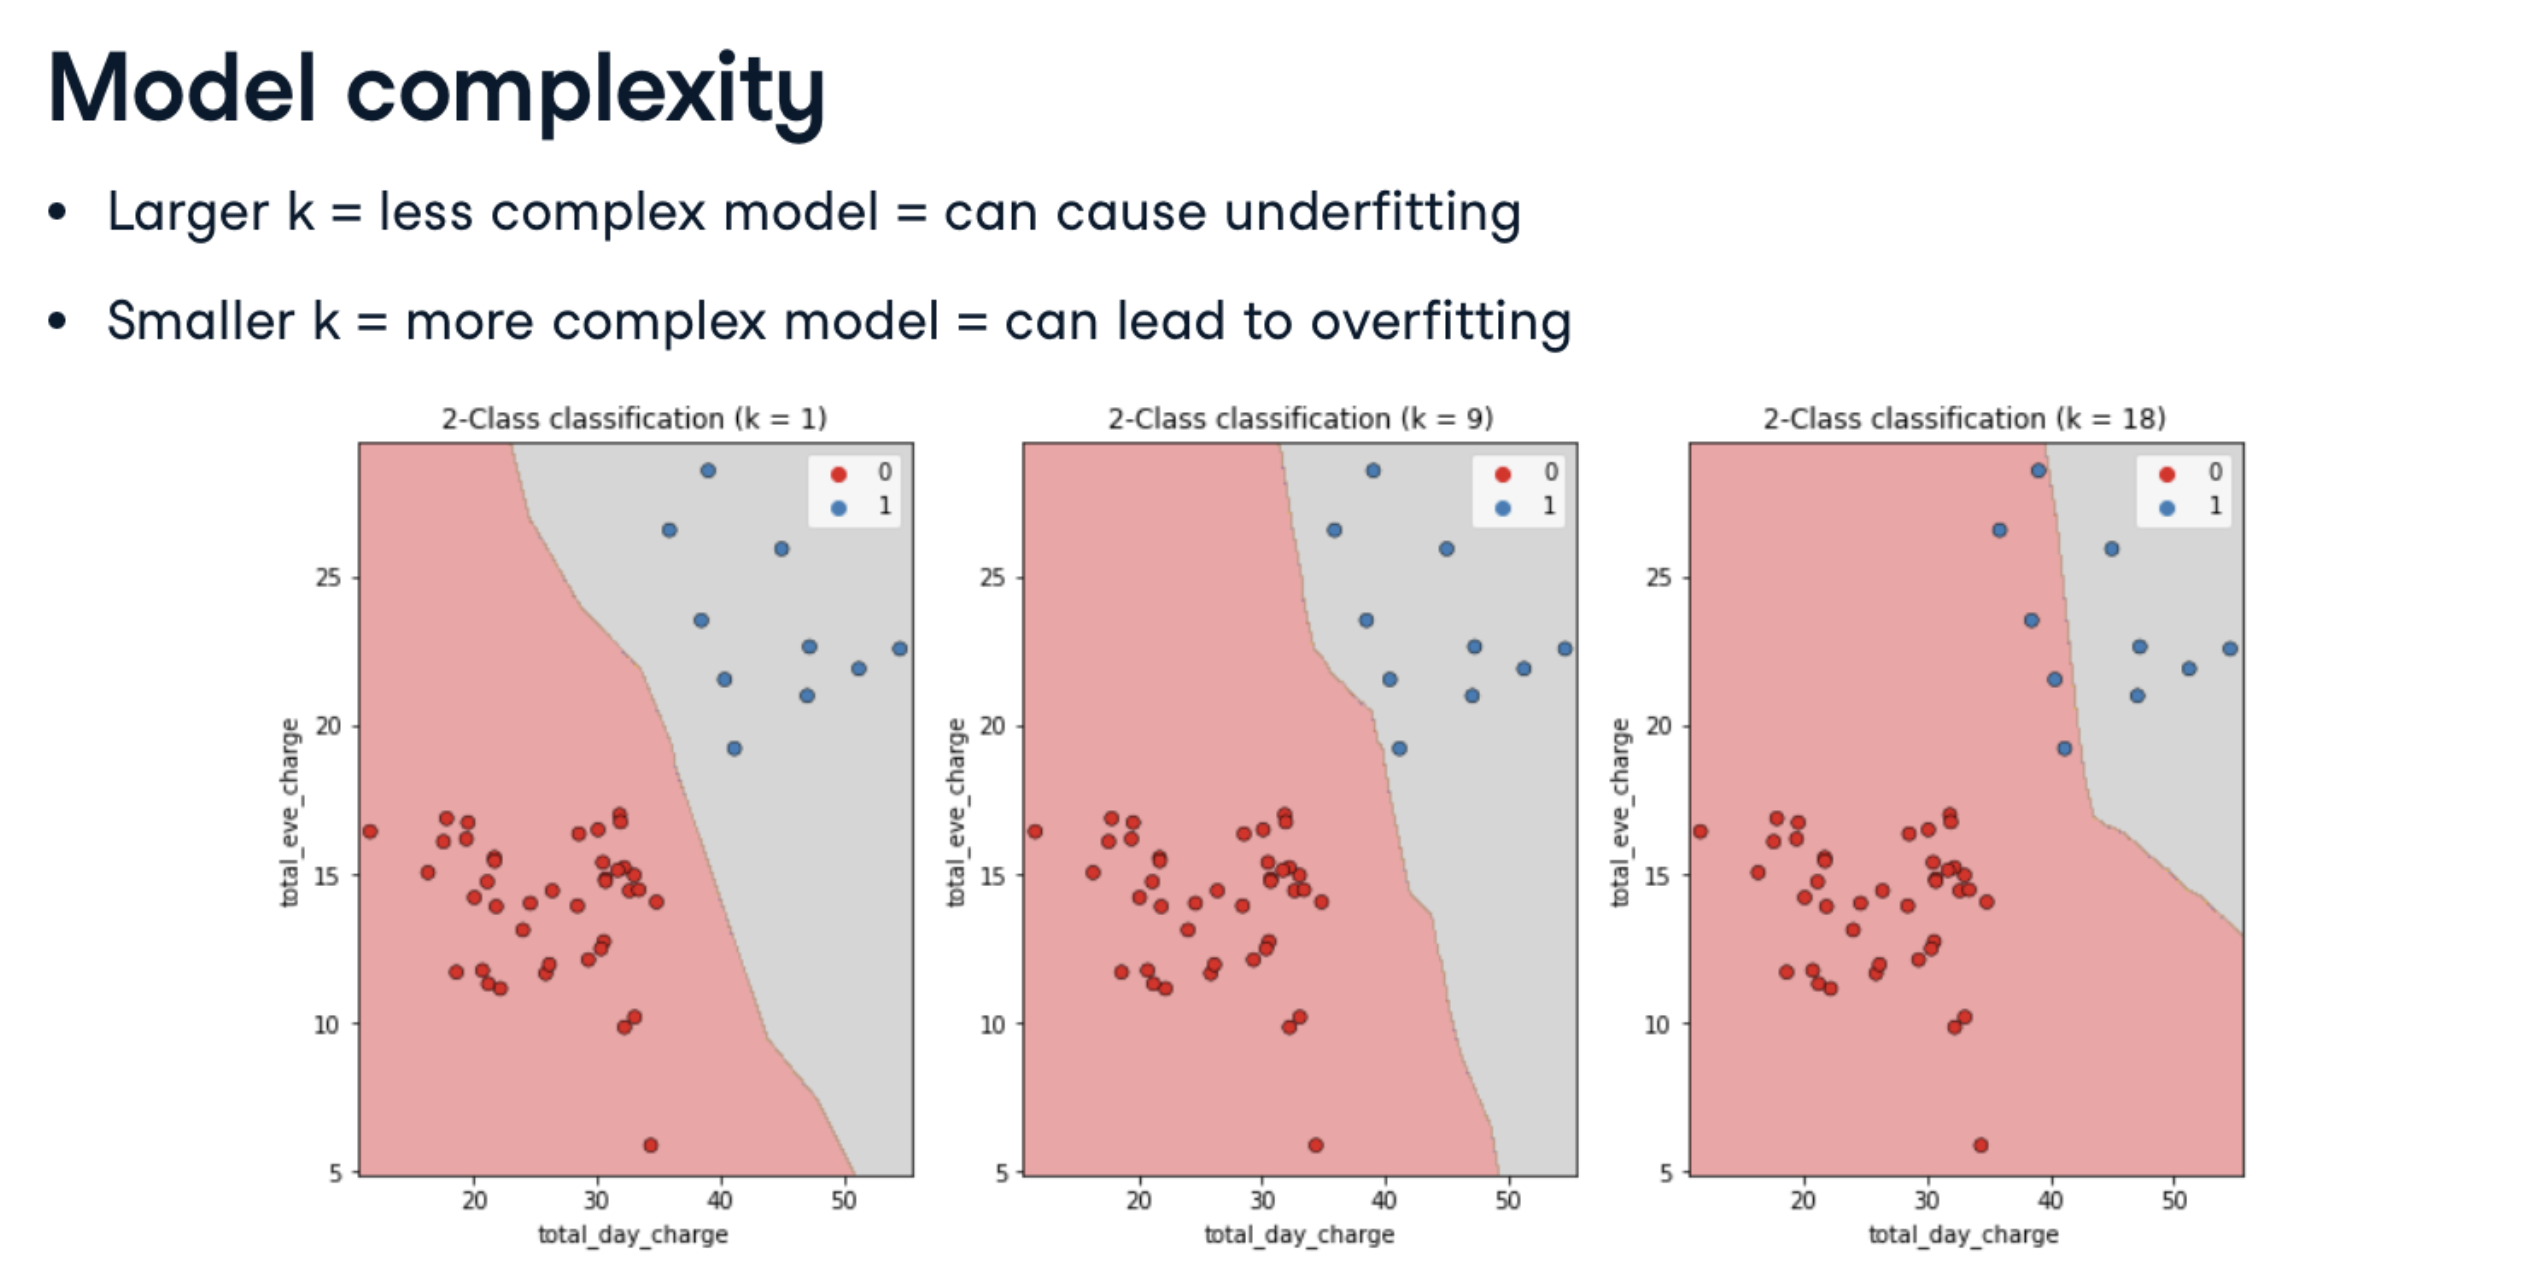 Model complexity
• Larger k = less complex model = can cause underfitting
• Smaller k = more complex model = can lead to overfitting
2-Class classification (k = 1)
0
1
25
20
15
10
5
total_eve_charge
20 30 40 50
total_day_charge
2-Class classification (k = 9)
0
1
25
20
15
10
5
total_eve_charge
20 30 40 50
total_day_charge
2-Class classification (k = 18)
0
1
25
20
15
10
5
total_eve_charge
20 30 40 50
total_day_charge